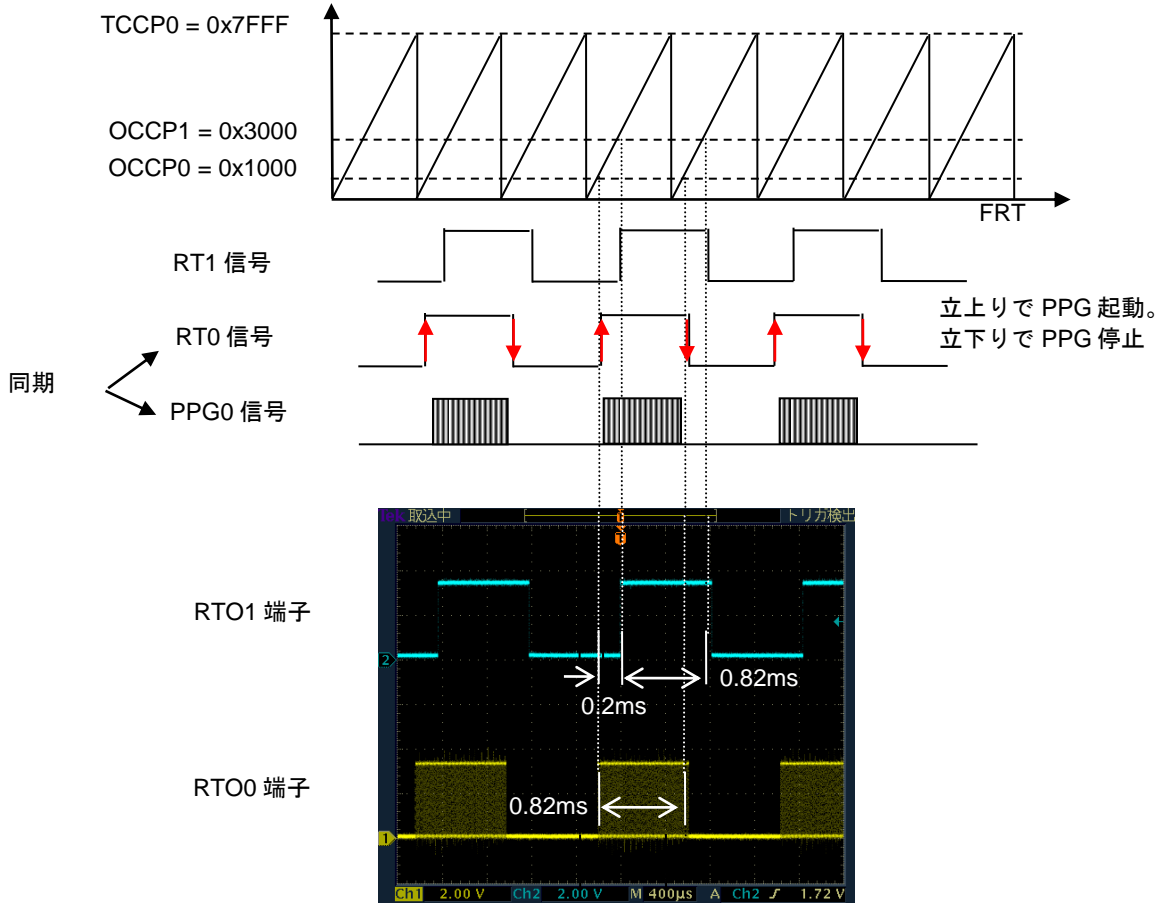 TCCP0 = 0x7FFF
OCCP1 = 0x3000
OCCP0 = 0x1000
FRT
RT1 信号
RT0 信号
立上りで PPG 起動。
立下りで PPG 停止
同期
PPG0 信号
Tek 取込中
トリガ検出
T
RTO1 端子
2
0.82ms
0.2ms
RTO0 端子
0.82ms
1
Ch1 2.00 V Ch2 2.00 V M 400µs A Ch2 1.72 V